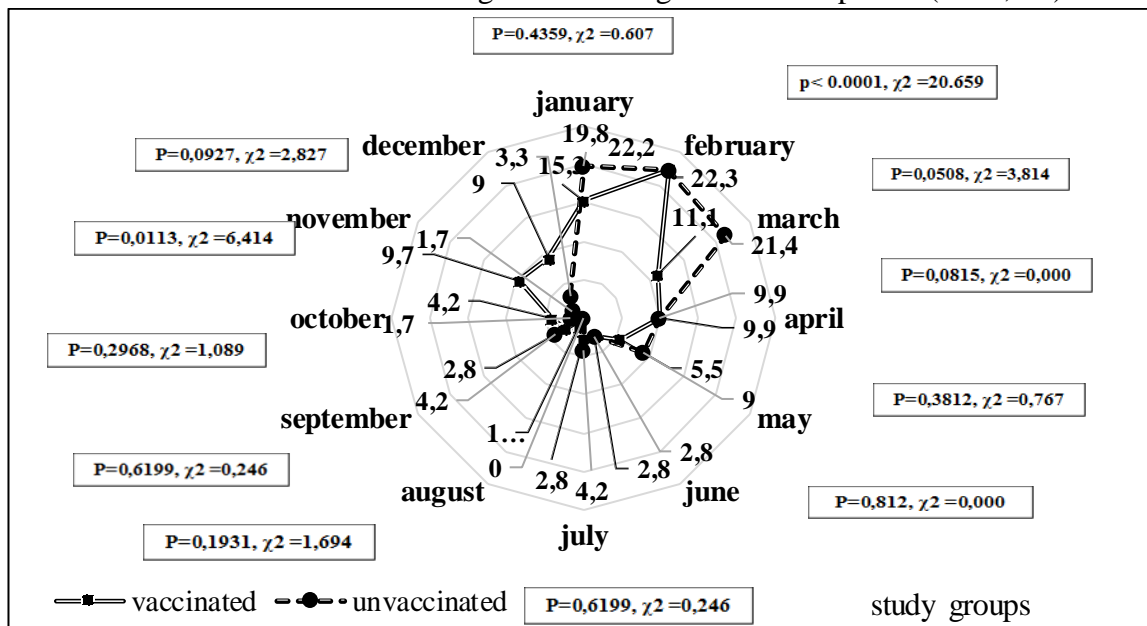 P=0.4359, χ2 =0.607
p< 0.0001, χ2 =20.659
january
19,8
december
3,3
15,3
22,2
february
P=0,0927, χ2 =2,827
9
22,3
P=0,0508, χ2 =3,814
november
11,1
march
P=0,0113, χ2 =6,414
1,7
21,4
9,7
P=0,0815, χ2 =0,000
4,2
9,9
october
1,7
9,9
april
P=0,2968, χ2 =1,089
2,8
5,5
september
4,2
9
may
P=0,3812, χ2 =0,767
1...
2,8
P=0,6199, χ2 =0,246
0
2,8
4,2
2,8
june
august
P=0,812, χ2 =0,000
july
P=0,1931, χ2 =1,694
vaccinated
unvaccinated
P=0,6199, χ2 =0,246
study groups